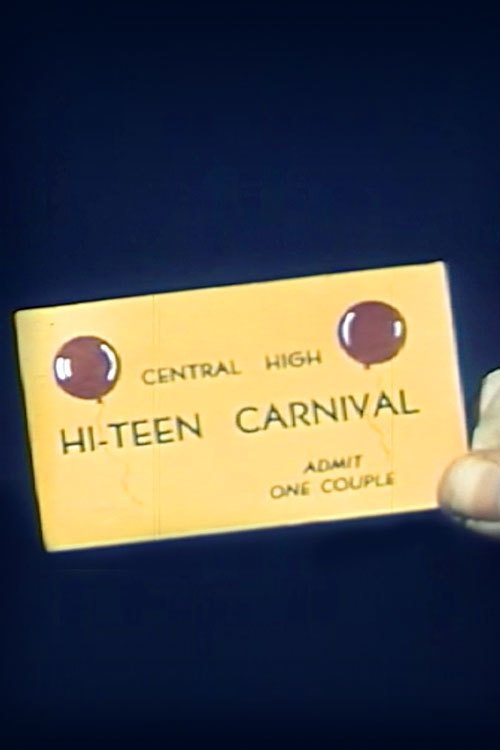 CENTRAL HIGH
HI-TEEN CARNIVAL
ADMIT
ONE COUPLE